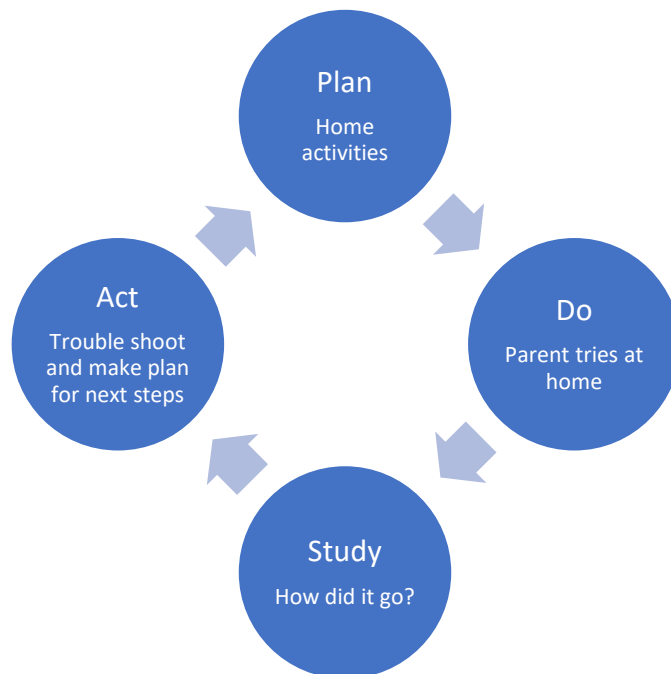 Plan
Home
activities
Do
Parent tries at
home
Study
How did it go?
Act
Trouble shoot
and make plan
for next steps